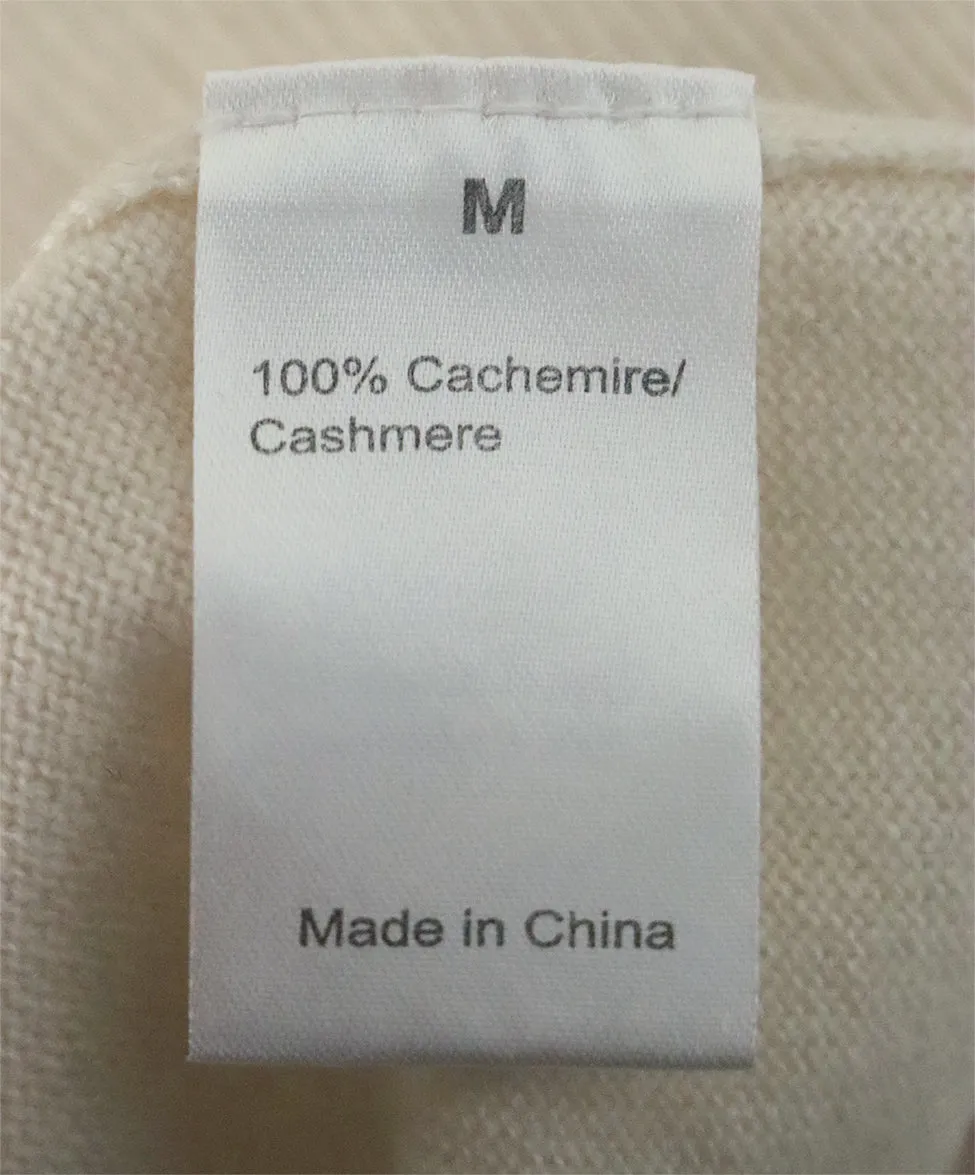 M
100% Cachemire/
Cashmere
Made in China